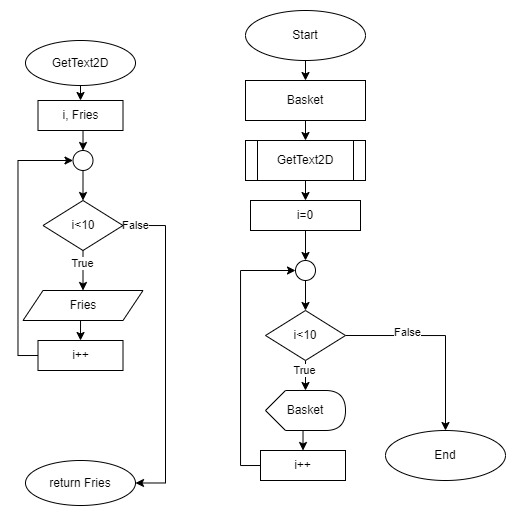 GetText2D
i, Fries
i<10
False
True
Fries
i++
return Fries
Start
Basket
GetText2D
i=0
i<10
False
True
Basket
i++
End